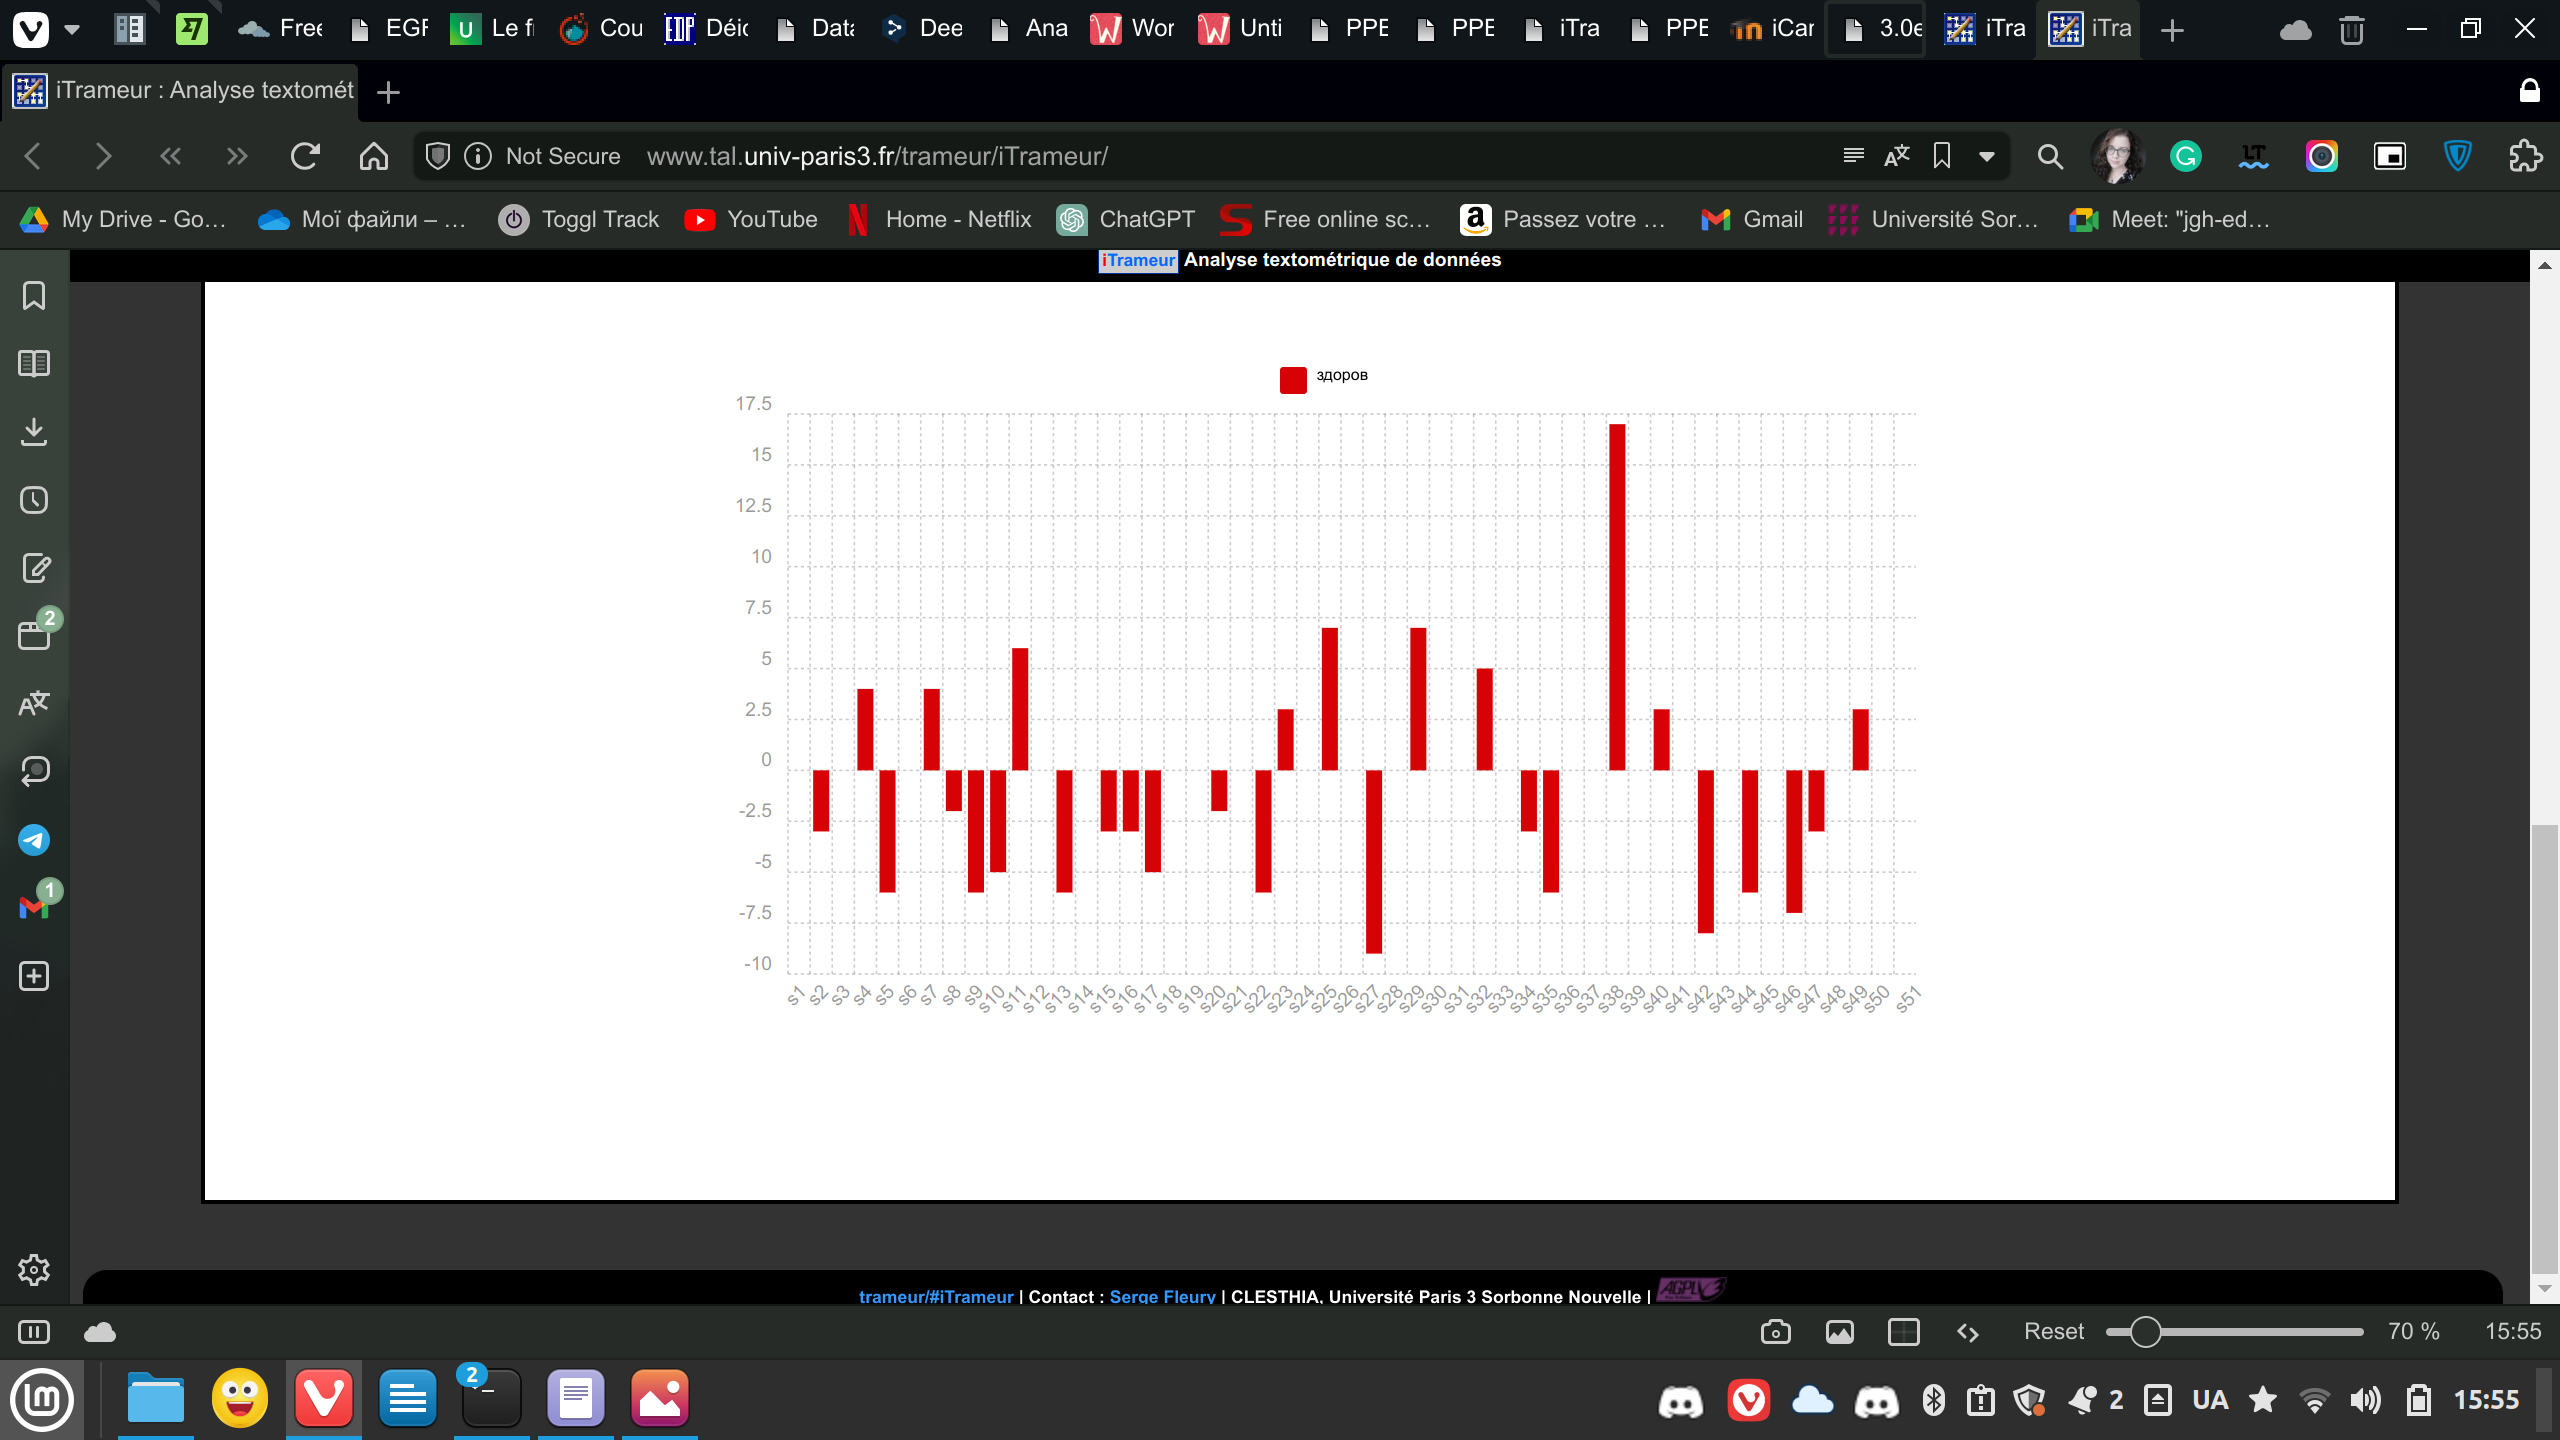 Free EGF Le fi Cou Déic Data Dee Ana Wor Unti PPE PPE iTra PPE iCar 3.0e iTra iTra
iTrameur : Analyse textomét
Not Secure www.tal.univ-paris3.fr/trameur/iTrameur/
My Drive - Go... Мої файли – ... Toggl Track YouTube Home - Netflix ChatGPT Free online sc... Passez votre ... Gmail Université Sor... Meet: "jgh-ed...
iTrameur Analyse textométrique de données
здоров
17.5
15
12.5
10
7.5
5
2.5
0
-2.5
-5
-7.5
-10
s1 s2 s3 s4 s5 s6 s7 s8 s9 s10 s11 s12 s13 s14 s15 s16 s17 s18 s19 s20 s21 s22 s23 s24 s25 s26 s27 s28 s29 s30 s31 s32 s33 s34 s35 s36 s37 s38 s39 s40 s41 s42 s43 s44 s45 s46 s47 s48 s49 s50 s51
2
1
trameur/#iTrameur | Contact : Serge Fleury | CLESTHIA, Université Paris 3 Sorbonne Nouvelle | AGPLV3
Reset 70 % 15:55
2 2 UA 15:55